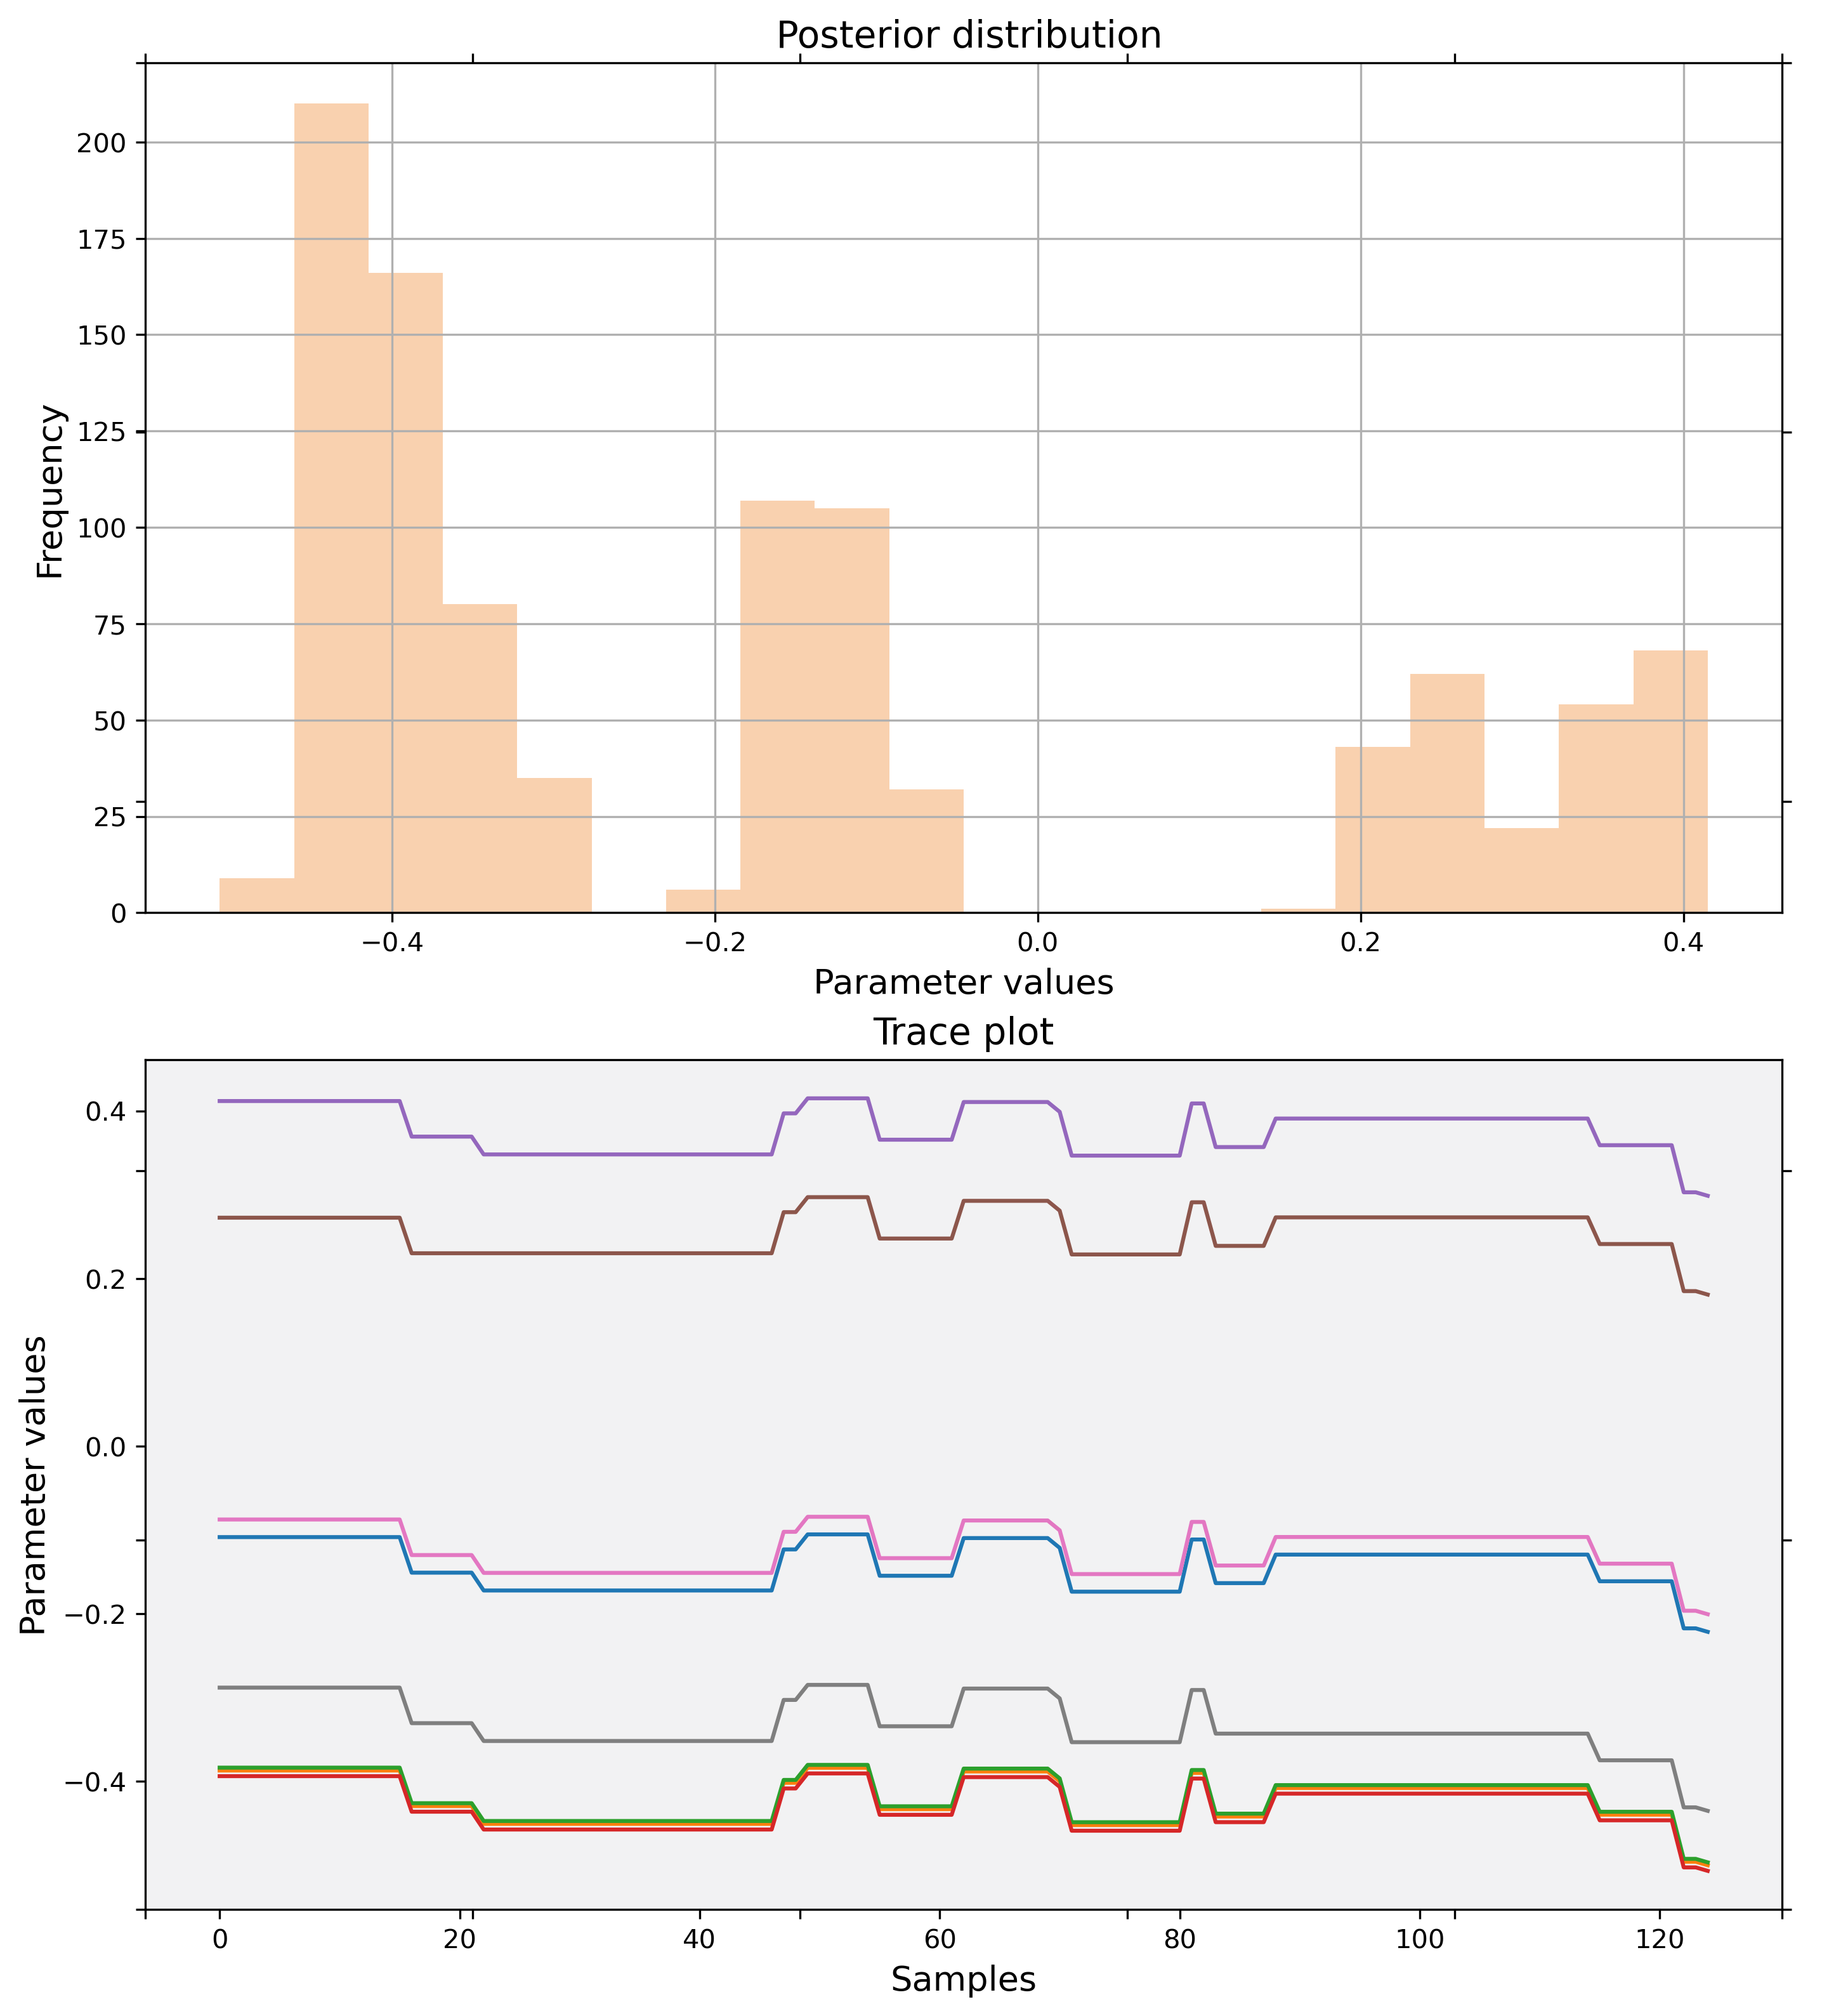 Posterior distribution
Frequency
200
175
150
125
100
75
50
25
0
−0.4 −0.2 0.0 0.2 0.4
Parameter values
Trace plot
Parameter values
0.4
0.2
0.0
−0.2
−0.4
0 20 40 60 80 100 120
Samples